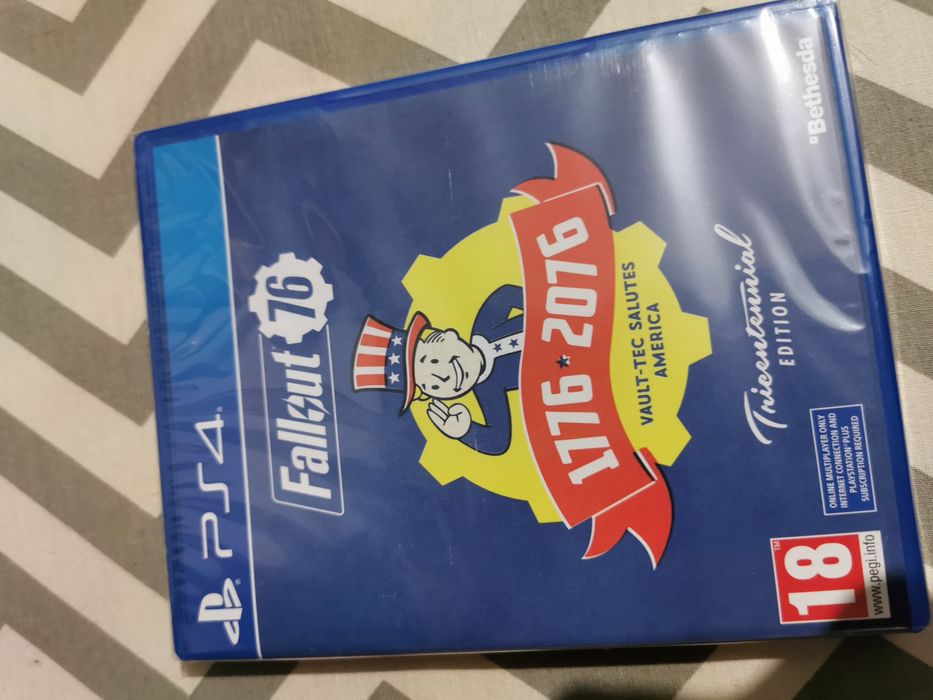 PS4
Fallout 76
1776 ★ 2076
VAULT-TEC SALUTES
AMERICA
Tricentennial
EDITION
ONLINE MULTIPLAYER ONLY
INTERNET CONNECTION AND
PLAYSTATION®PLUS
SUBSCRIPTION REQUIRED
18
TM
www.pegi.info
Bethesda